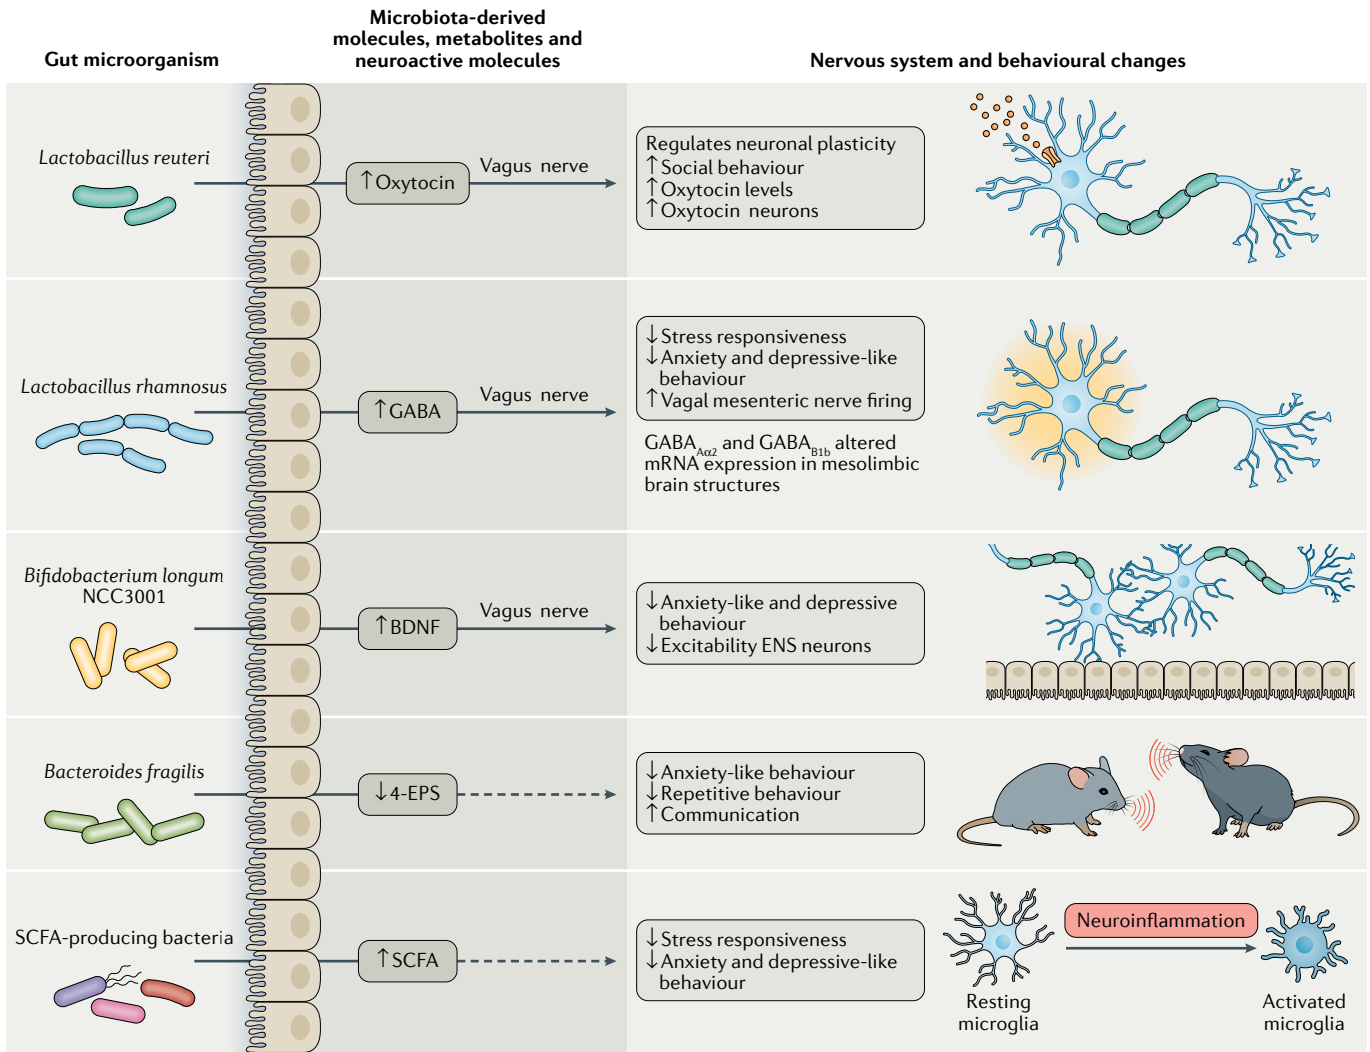 Gut microorganism
Microbiota-derived
molecules, metabolites and
neuroactive molecules
Nervous system and behavioural changes
Lactobacillus reuteri
↑Oxytocin
Vagus nerve
Regulates neuronal plasticity
↑Social behaviour
↑Oxytocin levels
↑Oxytocin neurons
Lactobacillus rhamnosus
↑GABA
Vagus nerve
↓Stress responsiveness
↓Anxiety and depressive-like
behaviour
↑Vagal mesenteric nerve firing
GABA_Aα2 and GABA_B1b altered
mRNA expression in mesolimbic
brain structures
Bifidobacterium longum
NCC3001
↑BDNF
Vagus nerve
↓Anxiety-like and depressive
behaviour
↓Excitability ENS neurons
Bacteroides fragilis
↓4-EPS
↓Anxiety-like behaviour
↓Repetitive behaviour
↑Communication
SCFA-producing bacteria
↑SCFA
↓Stress responsiveness
↓Anxiety and depressive-like
behaviour
Neuroinflammation
Resting
microglia
Activated
microglia